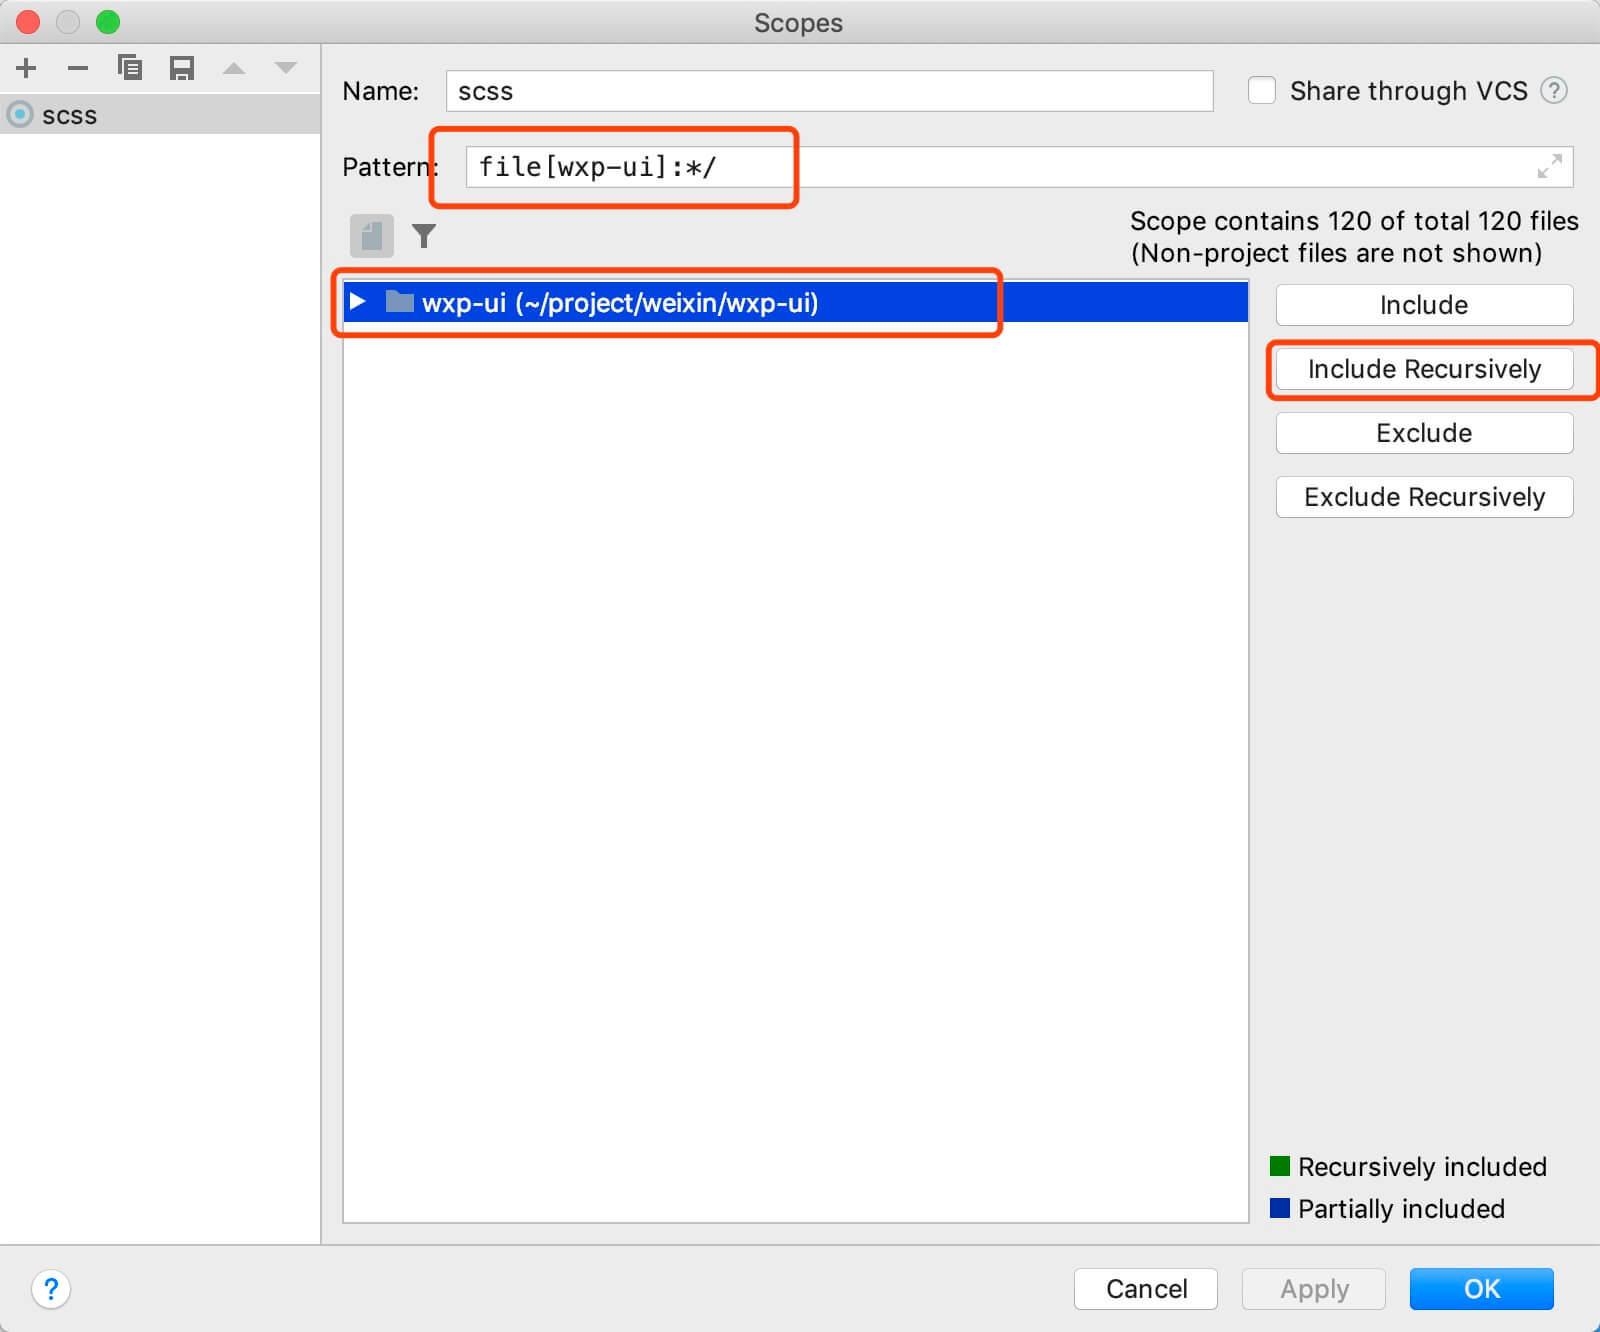 Scopes
scss
Name: scss
Share through VCS ?
Pattern: file[wxp-ui]:*/
Scope contains 120 of total 120 files
(Non-project files are not shown)
wxp-ui (~/project/weixin/wxp-ui)
Include
Include Recursively
Exclude
Exclude Recursively
Recursively included
Partially included
? Cancel Apply OK